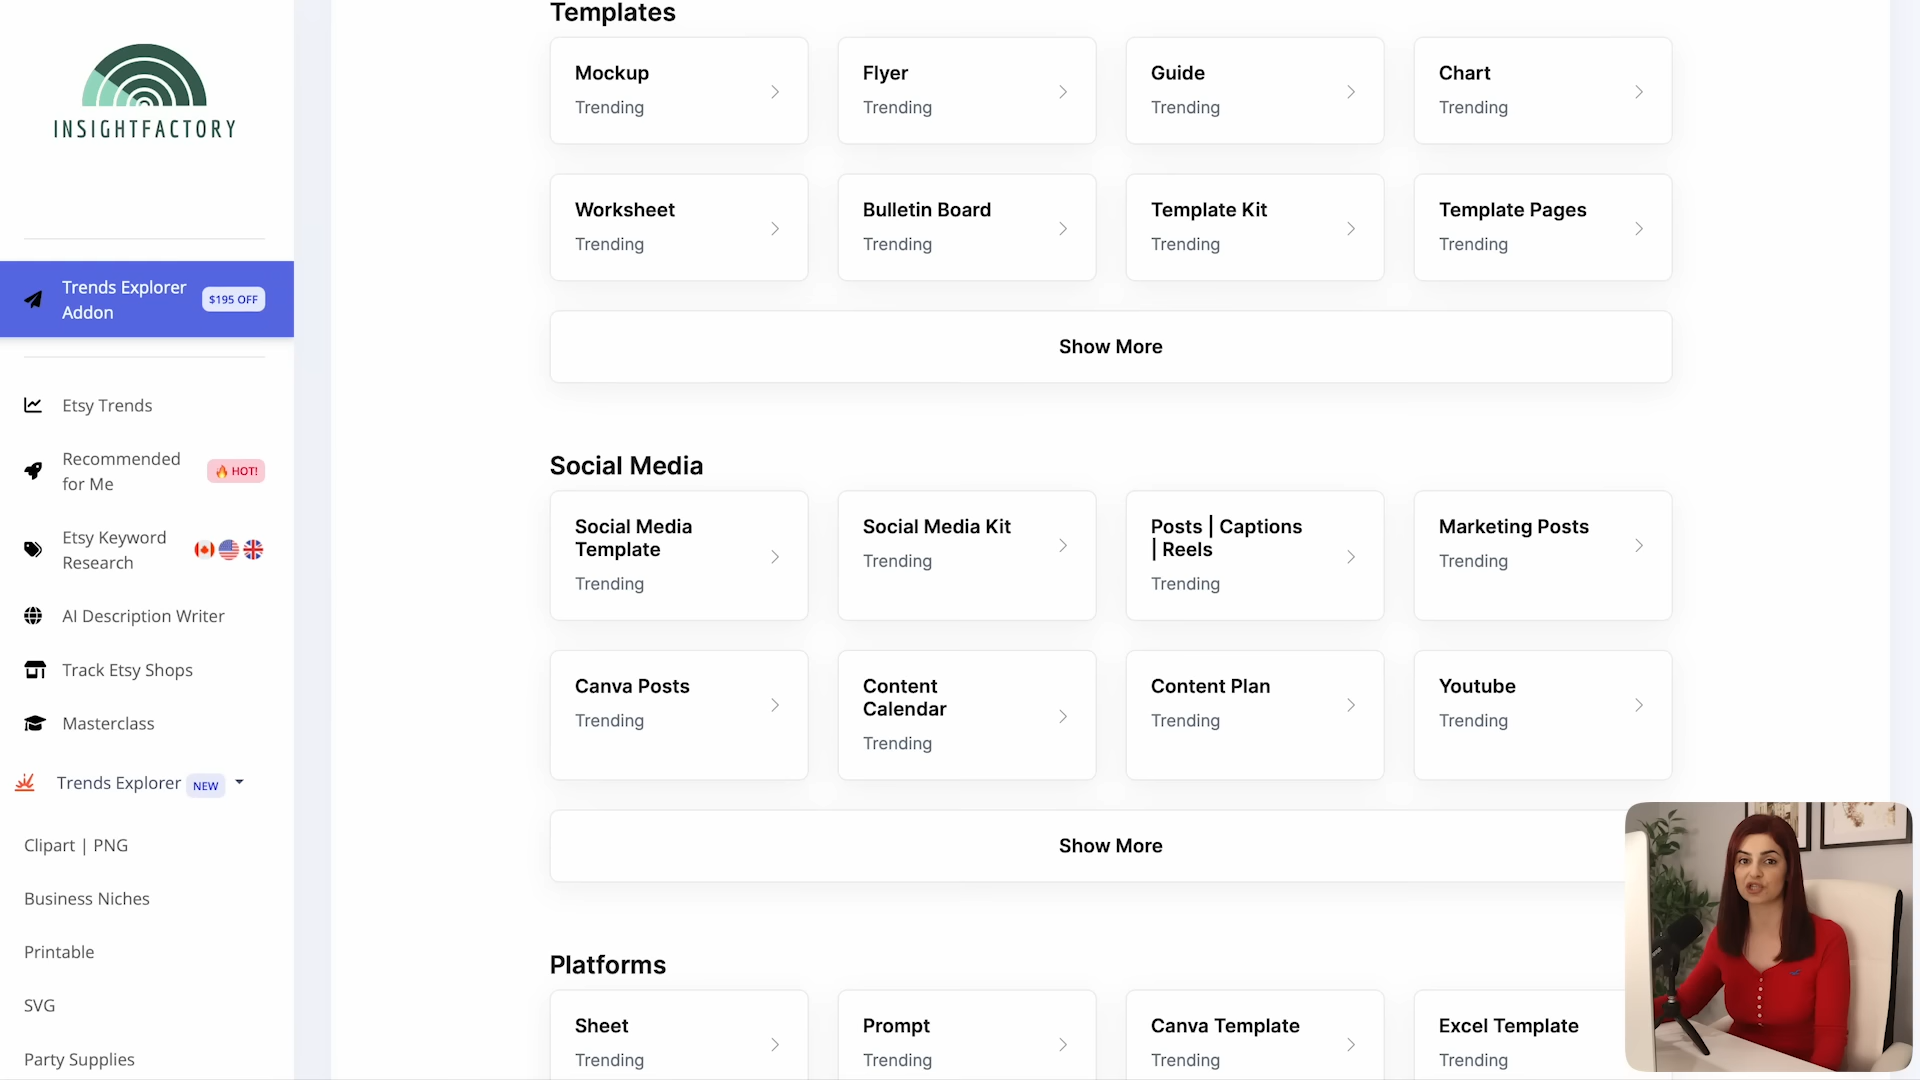 INSIGHTFACTORY
Trends Explorer
Addon
$195 OFF
Etsy Trends
Recommended
for Me
🔥 HOT!
Etsy Keyword
Research
AI Description Writer
Track Etsy Shops
Masterclass
Trends Explorer NEW
Clipart | PNG
Business Niches
Printable
SVG
Party Supplies
Templates
Mockup
Trending
Flyer
Trending
Guide
Trending
Chart
Trending
Worksheet
Trending
Bulletin Board
Trending
Template Kit
Trending
Template Pages
Trending
Show More
Social Media
Social Media
Template
Trending
Social Media Kit
Trending
Posts | Captions
| Reels
Trending
Marketing Posts
Trending
Canva Posts
Trending
Content
Calendar
Trending
Content Plan
Trending
Youtube
Trending
Show More
Platforms
Sheet
Trending
Prompt
Trending
Canva Template
Trending
Excel Template
Trending